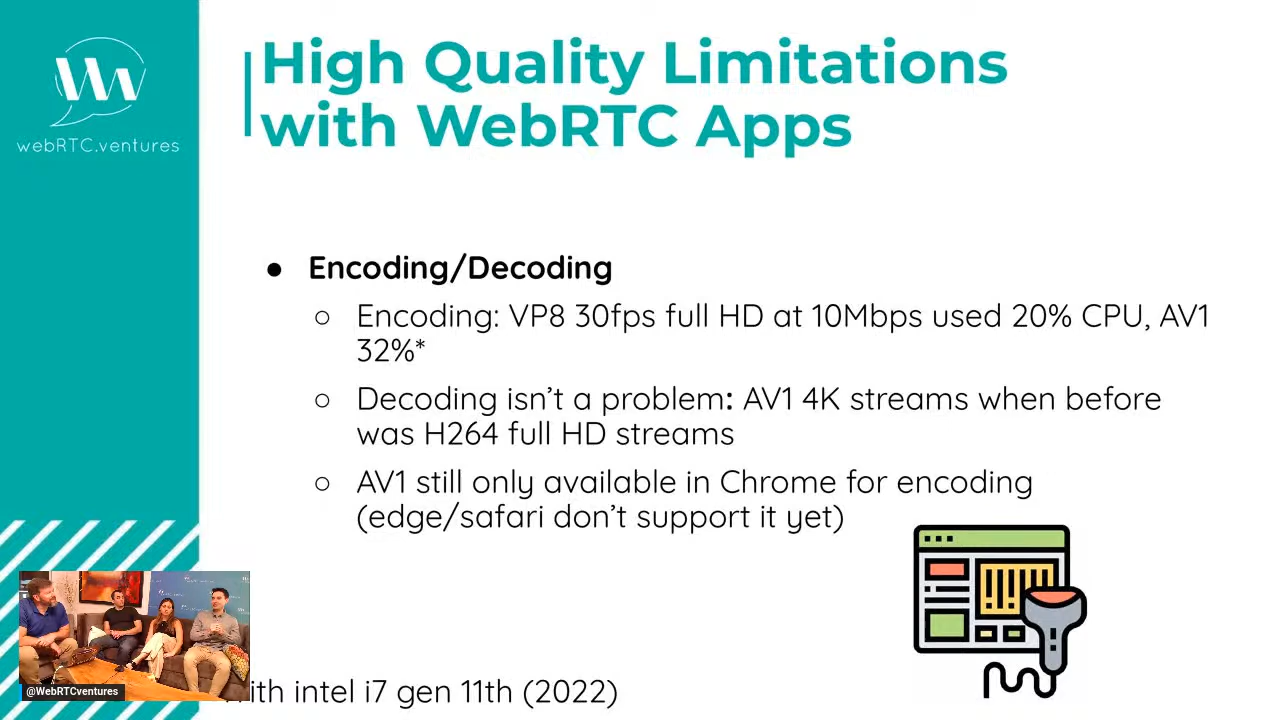 webRTC.ventures
High Quality Limitations
with WebRTC Apps
● Encoding/Decoding
○ Encoding: VP8 30fps full HD at 10Mbps used 20% CPU, AV1
32%*
○ Decoding isn't a problem: AV1 4K streams when before
was H264 full HD streams
○ AV1 still only available in Chrome for encoding
(edge/safari don't support it yet)
@WebRTCventures
intel i7 gen 11th (2022)